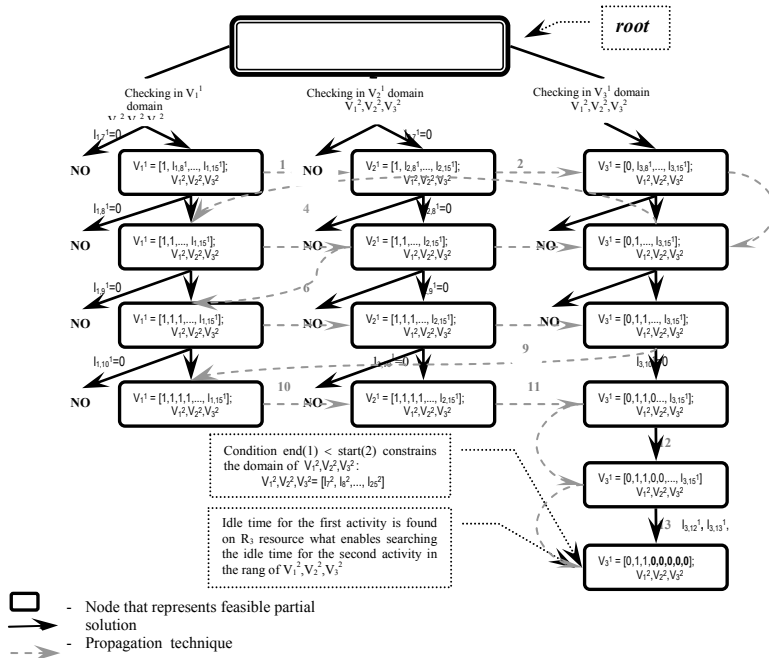 root
Checking in V₁¹ domain
Checking in V₂¹ domain
V₁²,V₂²,V₃²
Checking in V₃¹ domain
V₁²,V₂²,V₃²
I₁,₇¹=0
NO
V₁¹ = [1, I₁,₈¹,..., I₁,₁₅¹];
V₁²,V₂²,V₃²
1
NO
V₂¹ = [1, I₂,₈¹,..., I₂,₁₅¹];
V₁²,V₂²,V₃²
2
V₃¹ = [0, I₃,₈¹,..., I₃,₁₅¹];
V₁²,V₂²,V₃²
I₁,₈¹=0
4
₂,₈¹=0
NO
V₁¹ = [1,1,..., I₁,₁₅¹];
V₁²,V₂²,V₃²
NO
V₂¹ = [1,1,..., I₂,₁₅¹];
V₁²,V₂²,V₃²
NO
V₃¹ = [0,1,..., I₃,₁₅¹];
V₁²,V₂²,V₃²
I₁,₉¹=0
6
,₉¹=0
NO
V₁¹ = [1,1,1,..., I₁,₁₅¹];
V₁²,V₂²,V₃²
NO
V₂¹ = [1,1,1,..., I₂,₁₅¹];
V₁²,V₂²,V₃²
NO
V₃¹ = [0,1,1,..., I₃,₁₅¹];
V₁²,V₂²,V₃²
9
I₁,₁₀¹=0
NO
V₁¹ = [1,1,1,1,..., I₁,₁₅¹];
V₁²,V₂²,V₃²
10
NO
V₂¹ = [1,1,1,1,..., I₂,₁₅¹];
V₁²,V₂²,V₃²
11
V₃¹ = [0,1,1,0..., I₃,₁₅¹];
V₁²,V₂²,V₃²
12
Condition end(1) < start(2) constrains
the domain of V₁²,V₂²,V₃²:
V₁²,V₂²,V₃²= [I₇², I₈²,..., I₂₅²]
V₃¹ = [0,1,1,0,0,..., I₃,₁₅¹]
V₁²,V₂²,V₃²
13
I₃,₁₂¹, I₃,₁₃¹,
Idle time for the first activity is found
on R₃ resource what enables searching
the idle time for the second activity in
the rang of V₁²,V₂²,V₃²
V₃¹ = [0,1,1,0,0,0,0,0];
V₁²,V₂²,V₃²
- Node that represents feasible partial
solution
- Propagation technique